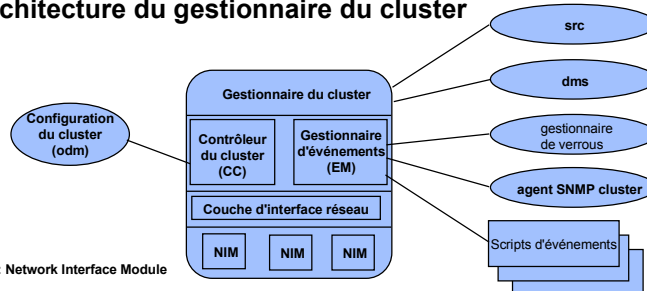 chitecture du gestionnaire du cluster
src
dms
gestionnaire
de verrous
agent SNMP cluster
Scripts d'événements
Configuration
du cluster
(odm)
Gestionnaire du cluster
Contrôleur
du cluster
(CC)
Gestionnaire
d'événements
(EM)
Couche d'interface réseau
NIM
NIM
NIM
: Network Interface Module